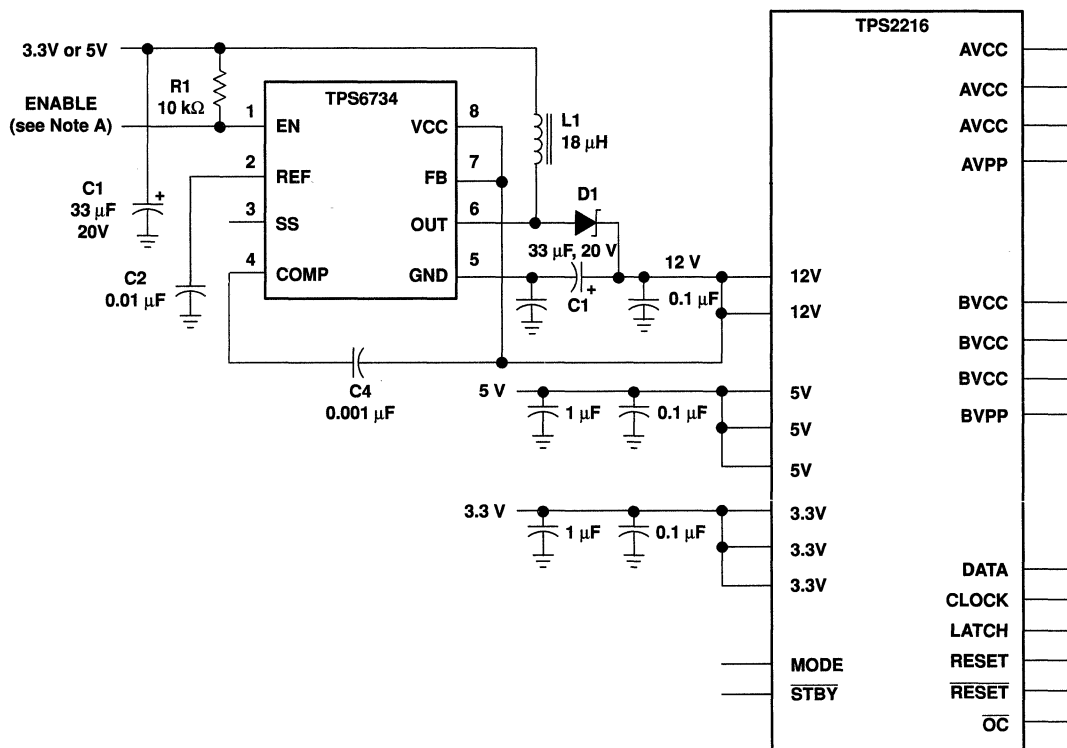 TPS2216
3.3V or 5V
ENABLE
(see Note A)
R1
10 kΩ
TPS6734
1
EN
2
REF
3
SS
4
COMP
8
VCC
7
FB
6
OUT
5
GND
L1
18 μH
D1
33 μF, 20 V
C1
+
12 V
0.1 μF
C1
+
33 μF
20V
C2
0.01 μF
C4
0.001 μF
5 V
1 μF
0.1 μF
3.3 V
1 μF
0.1 μF
12V
12V
5V
5V
5V
3.3V
3.3V
3.3V
MODE
STBY
AVCC
AVCC
AVCC
AVPP
BVCC
BVCC
BVCC
BVPP
DATA
CLOCK
LATCH
RESET
RESET
OC